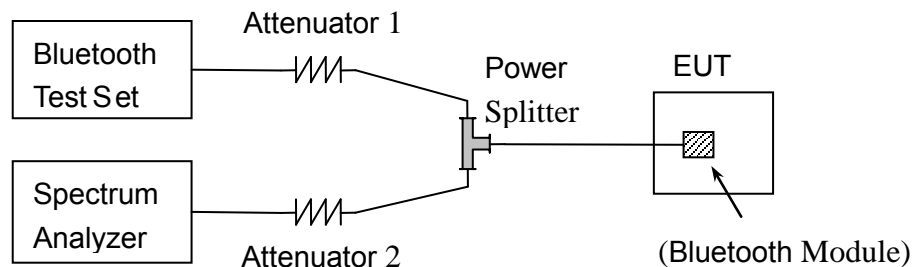 Bluetooth
Test Set
Attenuator 1
Power
Splitter
EUT
Spectrum
Analyzer
Attenuator 2
(Bluetooth Module)